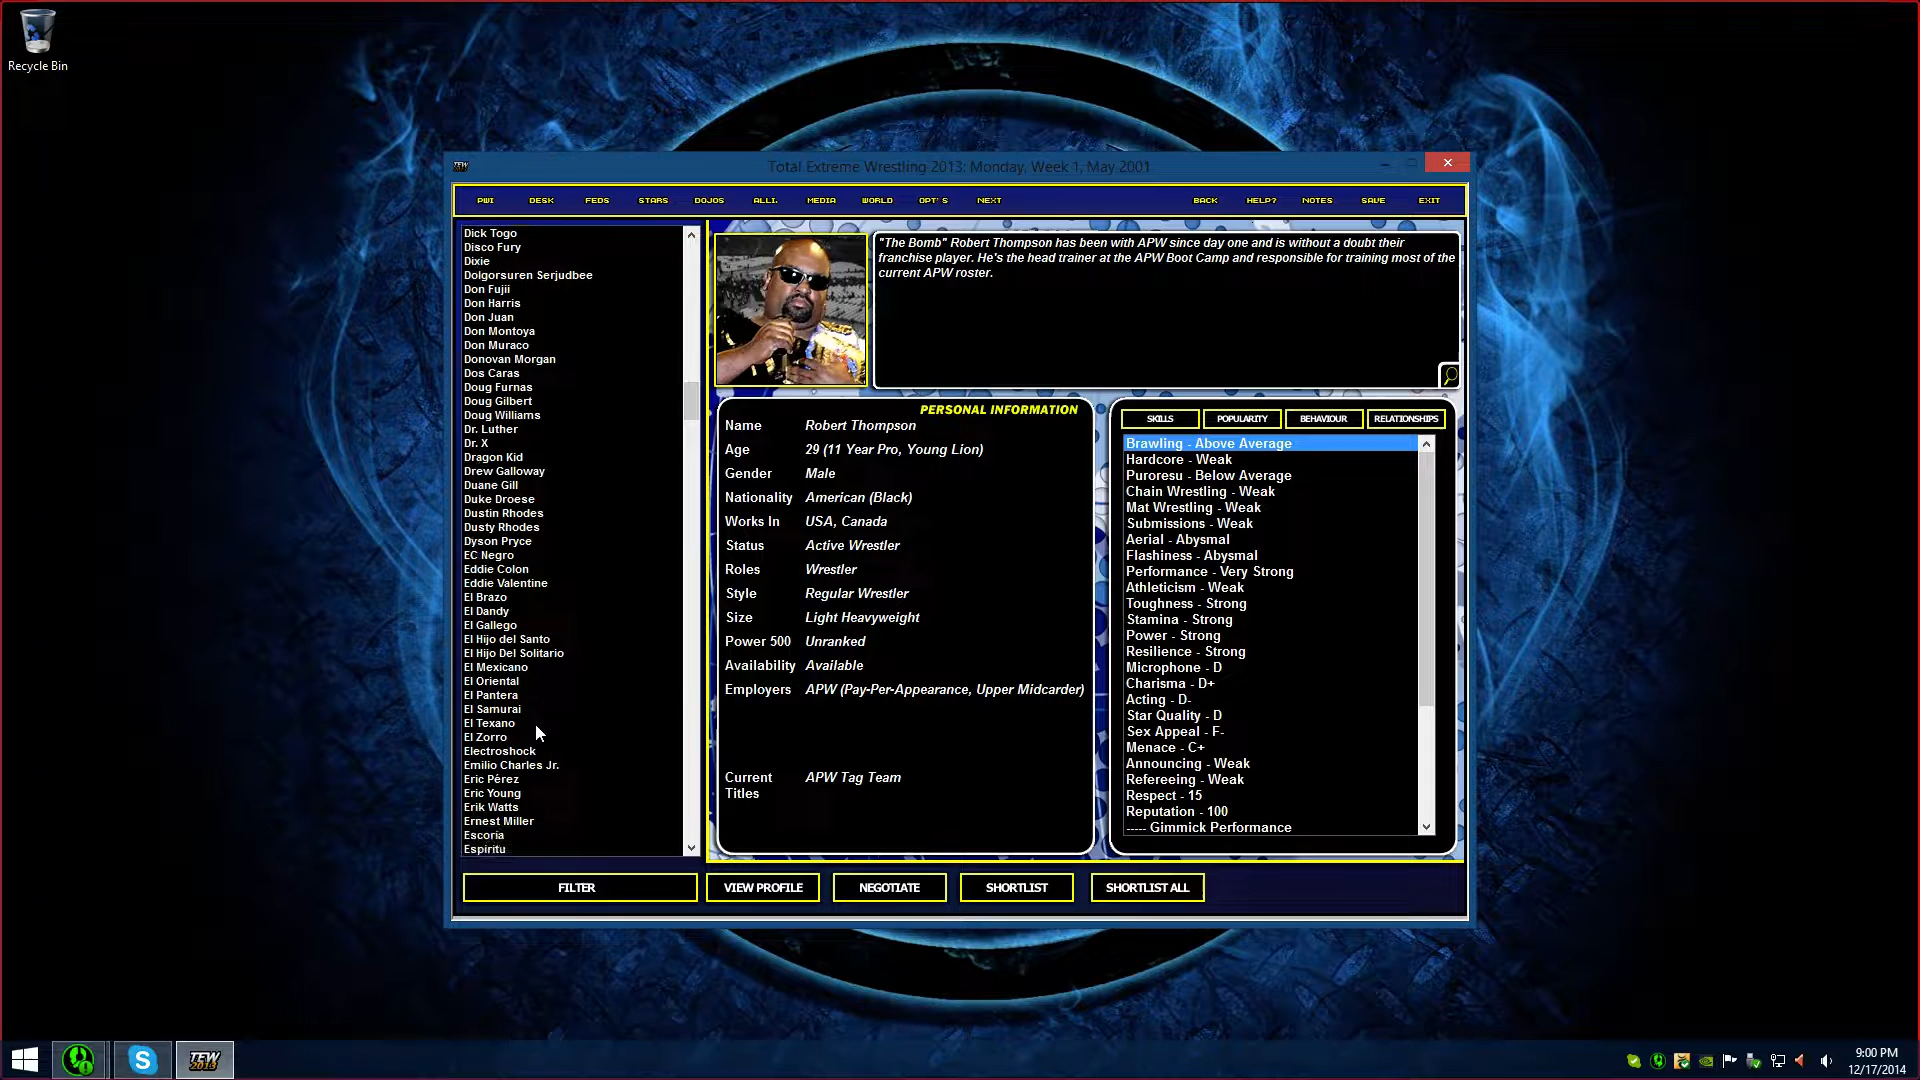 Recycle Bin
TEW
Total Extreme Wrestling 2013: Monday, Week 1, May 2001
PWI DESK FEDS STARS DOJOS ALLI. MEDIA WORLD OPT'S NEXT BACK HELP? NOTES SAVE EXIT
Dick Togo
Disco Fury
Dixie
Dolgorsuren Serjudbee
Don Fujii
Don Harris
Don Juan
Don Montoya
Don Muraco
Donovan Morgan
Dos Caras
Doug Furnas
Doug Gilbert
Doug Williams
Dr. Luther
Dr. X
Dragon Kid
Drew Galloway
Duane Gill
Duke Droese
Dustin Rhodes
Dusty Rhodes
Dyson Pryce
EC Negro
Eddie Colon
Eddie Valentine
El Brazo
El Dandy
El Gallego
El Hijo del Santo
El Hijo Del Solitario
El Mexicano
El Oriental
El Pantera
El Samurai
El Texano
El Zorro
Electroshock
Emilio Charles Jr.
Eric Pérez
Eric Young
Erik Watts
Ernest Miller
Escoria
Espíritu
"The Bomb" Robert Thompson has been with APW since day one and is without a doubt their
franchise player. He's the head trainer at the APW Boot Camp and responsible for training most of the
current APW roster.
PERSONAL INFORMATION
Name Robert Thompson
Age 29 (11 Year Pro, Young Lion)
Gender Male
Nationality American (Black)
Works In USA, Canada
Status Active Wrestler
Roles Wrestler
Style Regular Wrestler
Size Light Heavyweight
Power 500 Unranked
Availability Available
Employers APW (Pay-Per-Appearance, Upper Midcarder)
Current APW Tag Team
Titles
SKILLS POPULARITY BEHAVIOUR RELATIONSHIPS
Brawling - Above Average
Hardcore - Weak
Puroresu - Below Average
Chain Wrestling - Weak
Mat Wrestling - Weak
Submissions - Weak
Aerial - Abysmal
Flashiness - Abysmal
Performance - Very Strong
Athleticism - Weak
Toughness - Strong
Stamina - Strong
Power - Strong
Resilience - Strong
Microphone - D
Charisma - D+
Acting - D-
Star Quality - D
Sex Appeal - F-
Menace - C+
Announcing - Weak
Refereeing - Weak
Respect - 15
Reputation - 100
----- Gimmick Performance
FILTER VIEW PROFILE NEGOTIATE SHORTLIST SHORTLIST ALL
TEW
2013
9:00 PM
12/17/2014